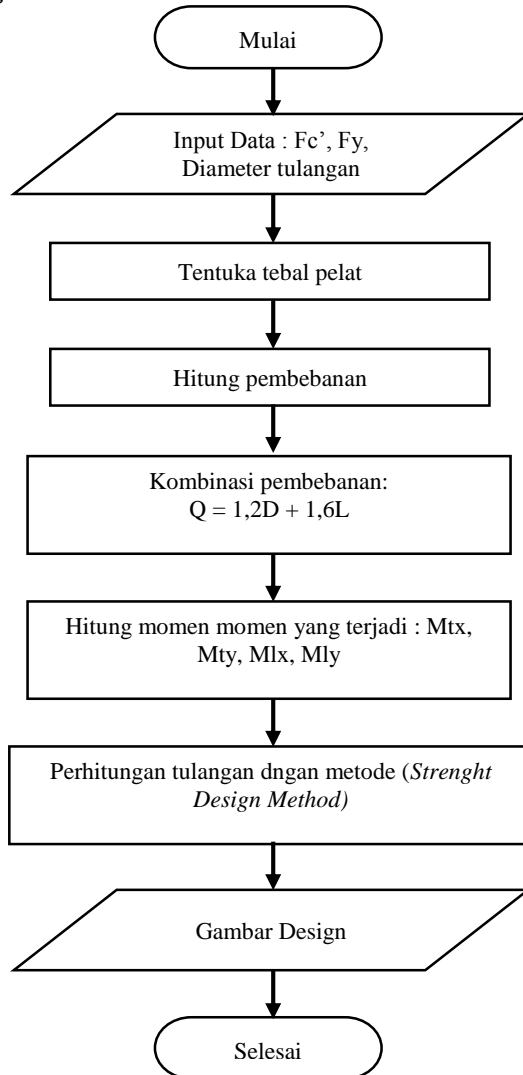 Mulai
Input Data : Fc’, Fy,
Diameter tulangan
Tentuka tebal pelat
Hitung pembebanan
Kombinasi pembebanan:
Q = 1,2D + 1,6L
Hitung momen momen yang terjadi : Mtx,
Mty, Mlx, Mly
Perhitungan tulangan dngan metode (Strenght
Design Method)
Gambar Design
Selesai